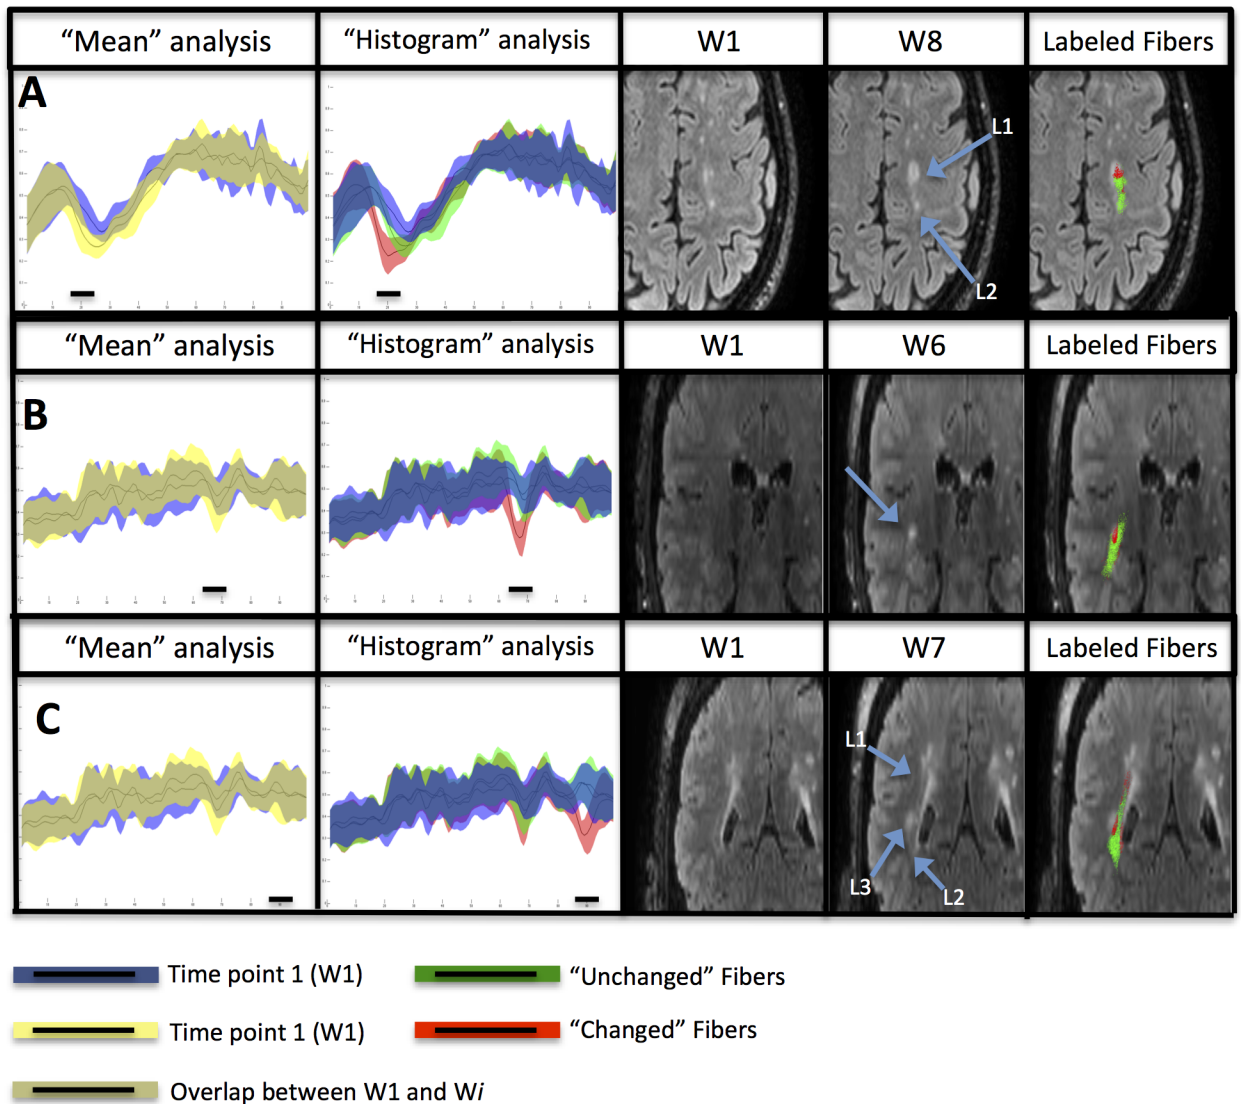 “Mean” analysis “Histogram” analysis W1 W8 Labeled Fibers
A
L1
L2
“Mean” analysis “Histogram” analysis W1 W6 Labeled Fibers
B
“Mean” analysis “Histogram” analysis W1 W7 Labeled Fibers
C
L1
L3
L2
Time point 1 (W1) “Unchanged” Fibers
Time point 1 (W1) “Changed” Fibers
Overlap between W1 and Wi